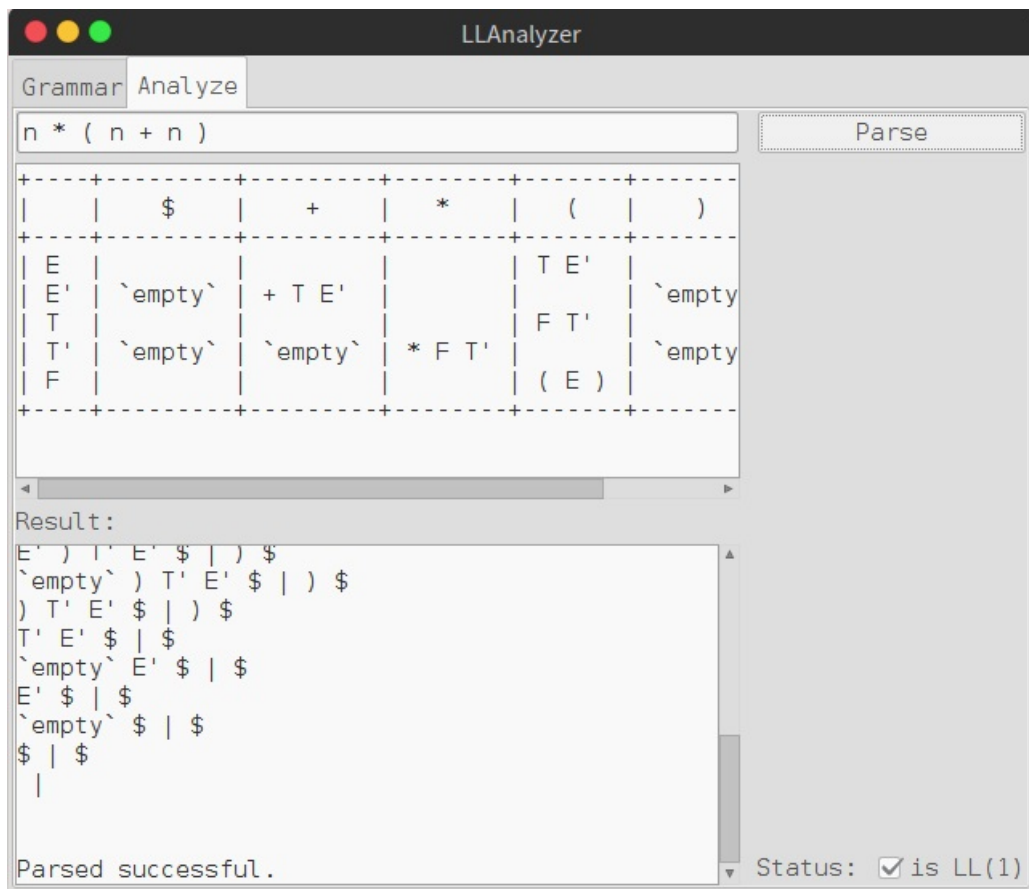 LLAnalyzer
Grammar Analyze
n * ( n + n )
Parse
+----+---------+---------+--------+-------+-------
|    |    $    |    +    |   *    |   (   |    )
+----+---------+---------+--------+-------+-------
| E  |         |         |        | T E'  |
| E' | `empty` | + T E'  |        |       | `empty
| T  |         |         |        | F T'  |
| T' | `empty` | `empty` | * F T' |       | `empty
| F  |         |         |        | ( E ) |
+----+---------+---------+--------+-------+-------
Result:
E' ) T' E' $ | ) $
`empty` ) T' E' $ | ) $
) T' E' $ | ) $
T' E' $ | $
`empty` E' $ | $
E' $ | $
`empty` $ | $
$ | $
 |
Parsed successful.
Status: is LL(1)